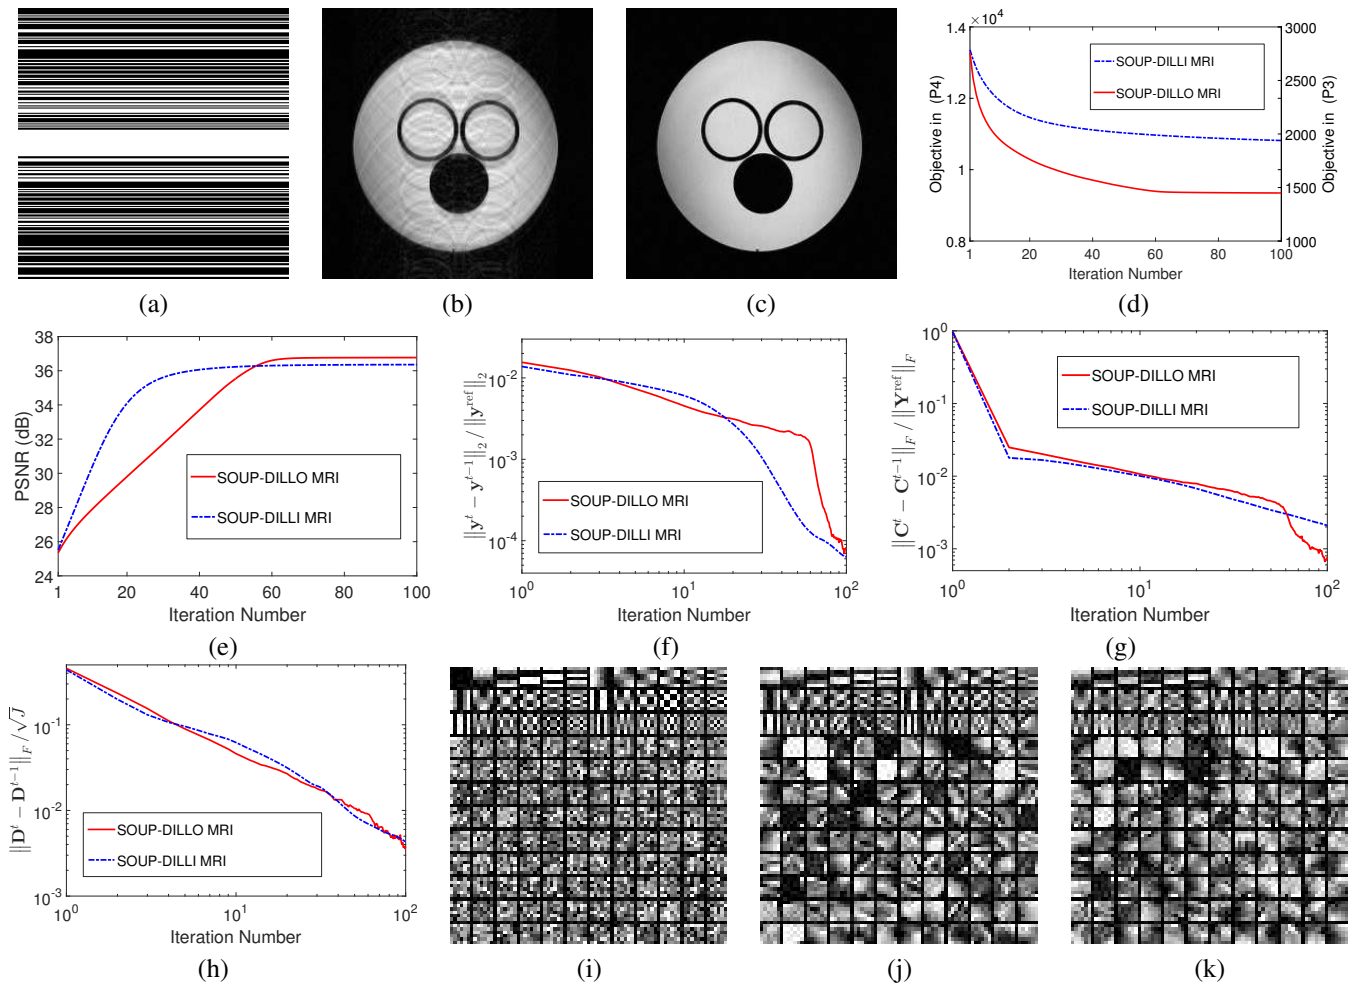 (a)
(b)
(c)
×10⁴
1.4
1.2
1
0.8
3000
2500
2000
1500
1000
1
20
40
60
80
100
Objective in (P4)
Objective in (P3)
Iteration Number
SOUP-DILLI MRI
SOUP-DILLO MRI
(d)
38
36
34
32
30
28
26
24
1
20
40
60
80
100
PSNR (dB)
Iteration Number
SOUP-DILLO MRI
SOUP-DILLI MRI
(e)
10⁻²
10⁻³
10⁻⁴
10⁰
10¹
10²
||yᵗ − yᵗ⁻¹||₂ / ||y^ref||₂
Iteration Number
SOUP-DILLO MRI
SOUP-DILLI MRI
(f)
10⁰
10⁻¹
10⁻²
10⁻³
10⁰
10¹
10²
||Cᵗ − Cᵗ⁻¹||_F / ||Y^ref||_F
Iteration Number
SOUP-DILLO MRI
SOUP-DILLI MRI
(g)
10⁻¹
10⁻²
10⁻³
10⁰
10¹
10²
||Dᵗ − Dᵗ⁻¹||_F / √J
Iteration Number
SOUP-DILLO MRI
SOUP-DILLI MRI
(h)
(i)
(j)
(k)